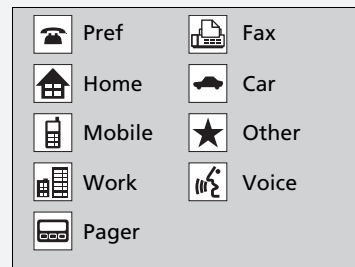 Pref Fax
Home Car
Mobile Other
Work Voice
Pager